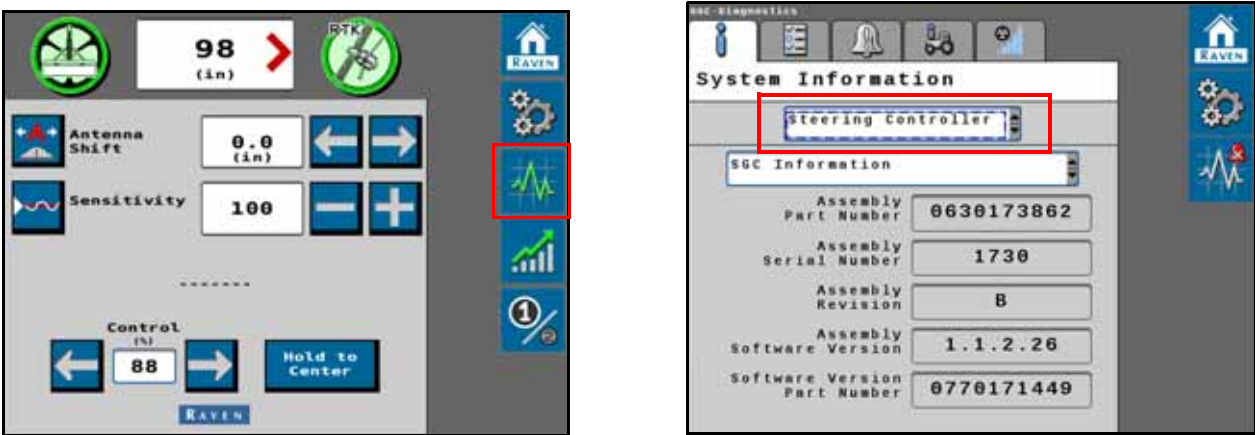 98
(in)
RTK
RAVEN
Antenna
Shift
0.0
(in)
Sensitivity
100
-------
Control
(%)
88
Hold to
Center
RAVEN
1/2
SGC-Diagnostics
RAVEN
System Information
Steering Controller
SGC Information
Assembly
Part Number
0630173862
Assembly
Serial Number
1730
Assembly
Revision
B
Assembly
Software Version
1.1.2.26
Software Version
Part Number
0770171449